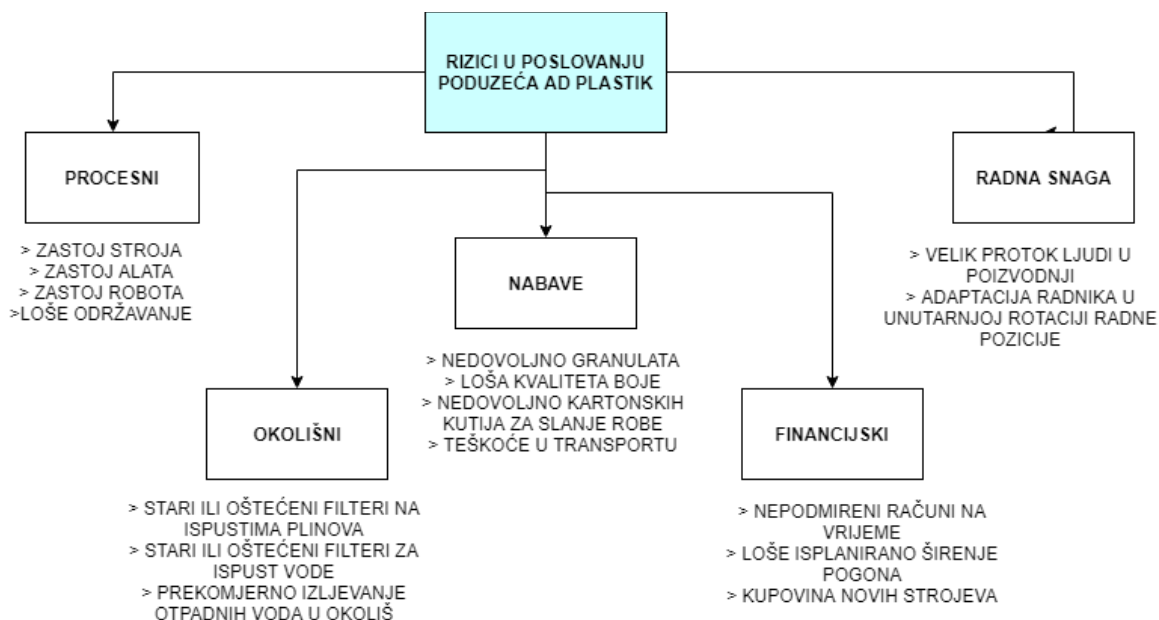 RIZICI U POSLOVANJU
PODUZEĆA AD PLASTIK
PROCESNI
> ZASTOJ STROJA
> ZASTOJ ALATA
> ZASTOJ ROBOTA
>LOŠE ODRŽAVANJE
OKOLIŠNI
> STARI ILI OŠTEĆENI FILTERI NA
ISPUSTIMA PLINOVA
> STARI ILI OŠTEĆENI FILTERI ZA
ISPUST VODE
> PREKOMJERNO IZLJEVANJE
OTPADNIH VODA U OKOLIŠ
NABAVE
> NEDOVOLJNO GRANULATA
> LOŠA KVALITETA BOJE
> NEDOVOLJNO KARTONSKIH
KUTIJA ZA SLANJE ROBE
> TEŠKOĆE U TRANSPORTU
FINANCIJSKI
> NEPODMIRENI RAČUNI NA
VRIJEME
> LOŠE ISPLANIRANO ŠIRENJE
POGONA
> KUPOVINA NOVIH STROJEVA
RADNA SNAGA
> VELIK PROTOK LJUDI U
POIZVODNJI
> ADAPTACIJA RADNIKA U
UNUTARNJOJ ROTACIJI RADNE
POZICIJE